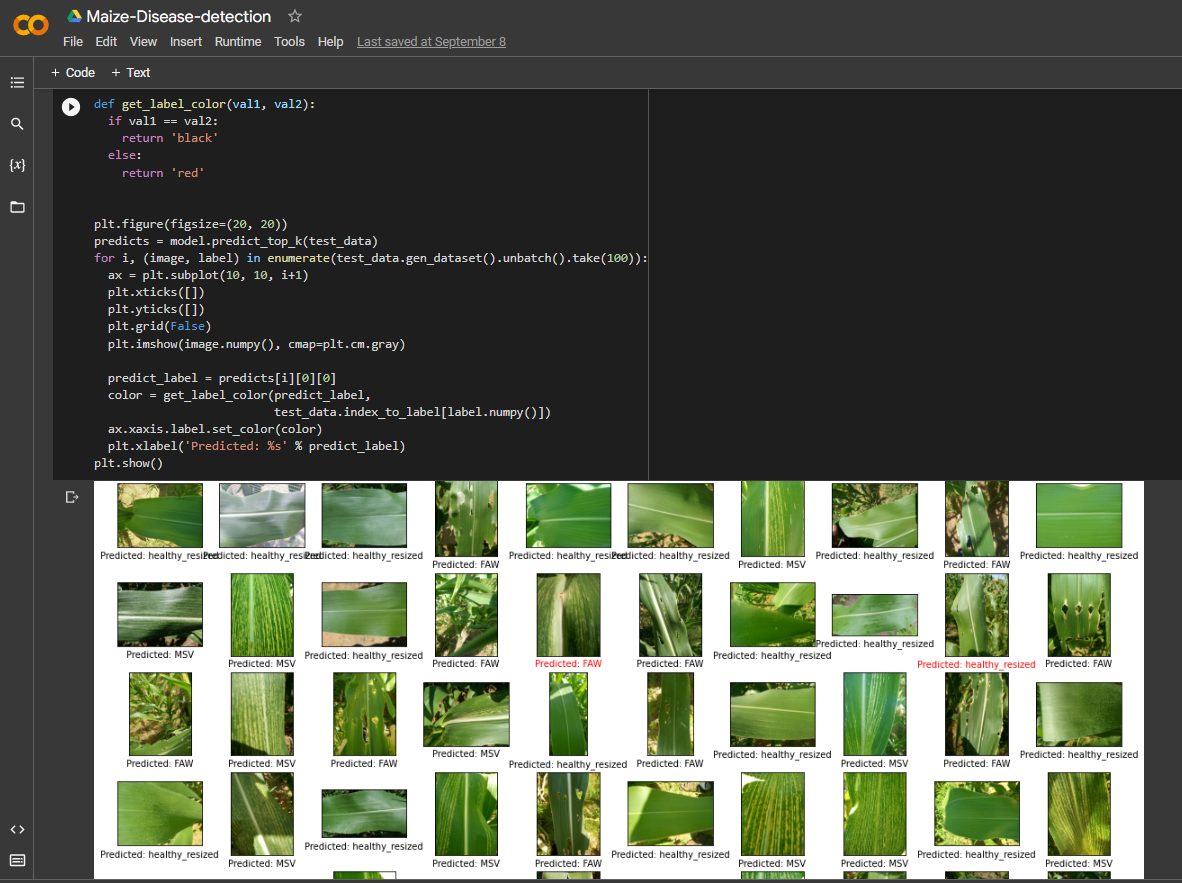 Maize-Disease-detection
File Edit View Insert Runtime Tools Help Last saved at September 8
+ Code + Text
def get_label_color(val1, val2):
  if val1 == val2:
    return 'black'
  else:
    return 'red'
plt.figure(figsize=(20, 20))
predicts = model.predict_top_k(test_data)
for i, (image, label) in enumerate(test_data.gen_dataset().unbatch().take(100)):
  ax = plt.subplot(10, 10, i+1)
  plt.xticks([])
  plt.yticks([])
  plt.grid(False)
  plt.imshow(image.numpy(), cmap=plt.cm.gray)
  predict_label = predicts[i][0][0]
  color = get_label_color(predict_label,
                          test_data.index_to_label[label.numpy()])
  ax.xaxis.label.set_color(color)
  plt.xlabel('Predicted: %s' % predict_label)
plt.show()
{x}
Predicted: healthy_resized Predicted: healthy_resized Predicted: healthy_resized Predicted: FAW Predicted: healthy_resized Predicted: healthy_resized Predicted: MSV Predicted: healthy_resized Predicted: FAW Predicted: healthy_resized
Predicted: MSV Predicted: MSV Predicted: healthy_resized Predicted: FAW Predicted: FAW Predicted: FAW Predicted: healthy_resized Predicted: healthy_resized Predicted: healthy_resized Predicted: FAW
Predicted: FAW Predicted: MSV Predicted: FAW Predicted: MSV Predicted: healthy_resized Predicted: FAW Predicted: healthy_resized Predicted: MSV Predicted: FAW Predicted: healthy_resized
Predicted: healthy_resized Predicted: MSV Predicted: healthy_resized Predicted: MSV Predicted: FAW Predicted: healthy_resized Predicted: MSV Predicted: MSV Predicted: healthy_resized Predicted: MSV